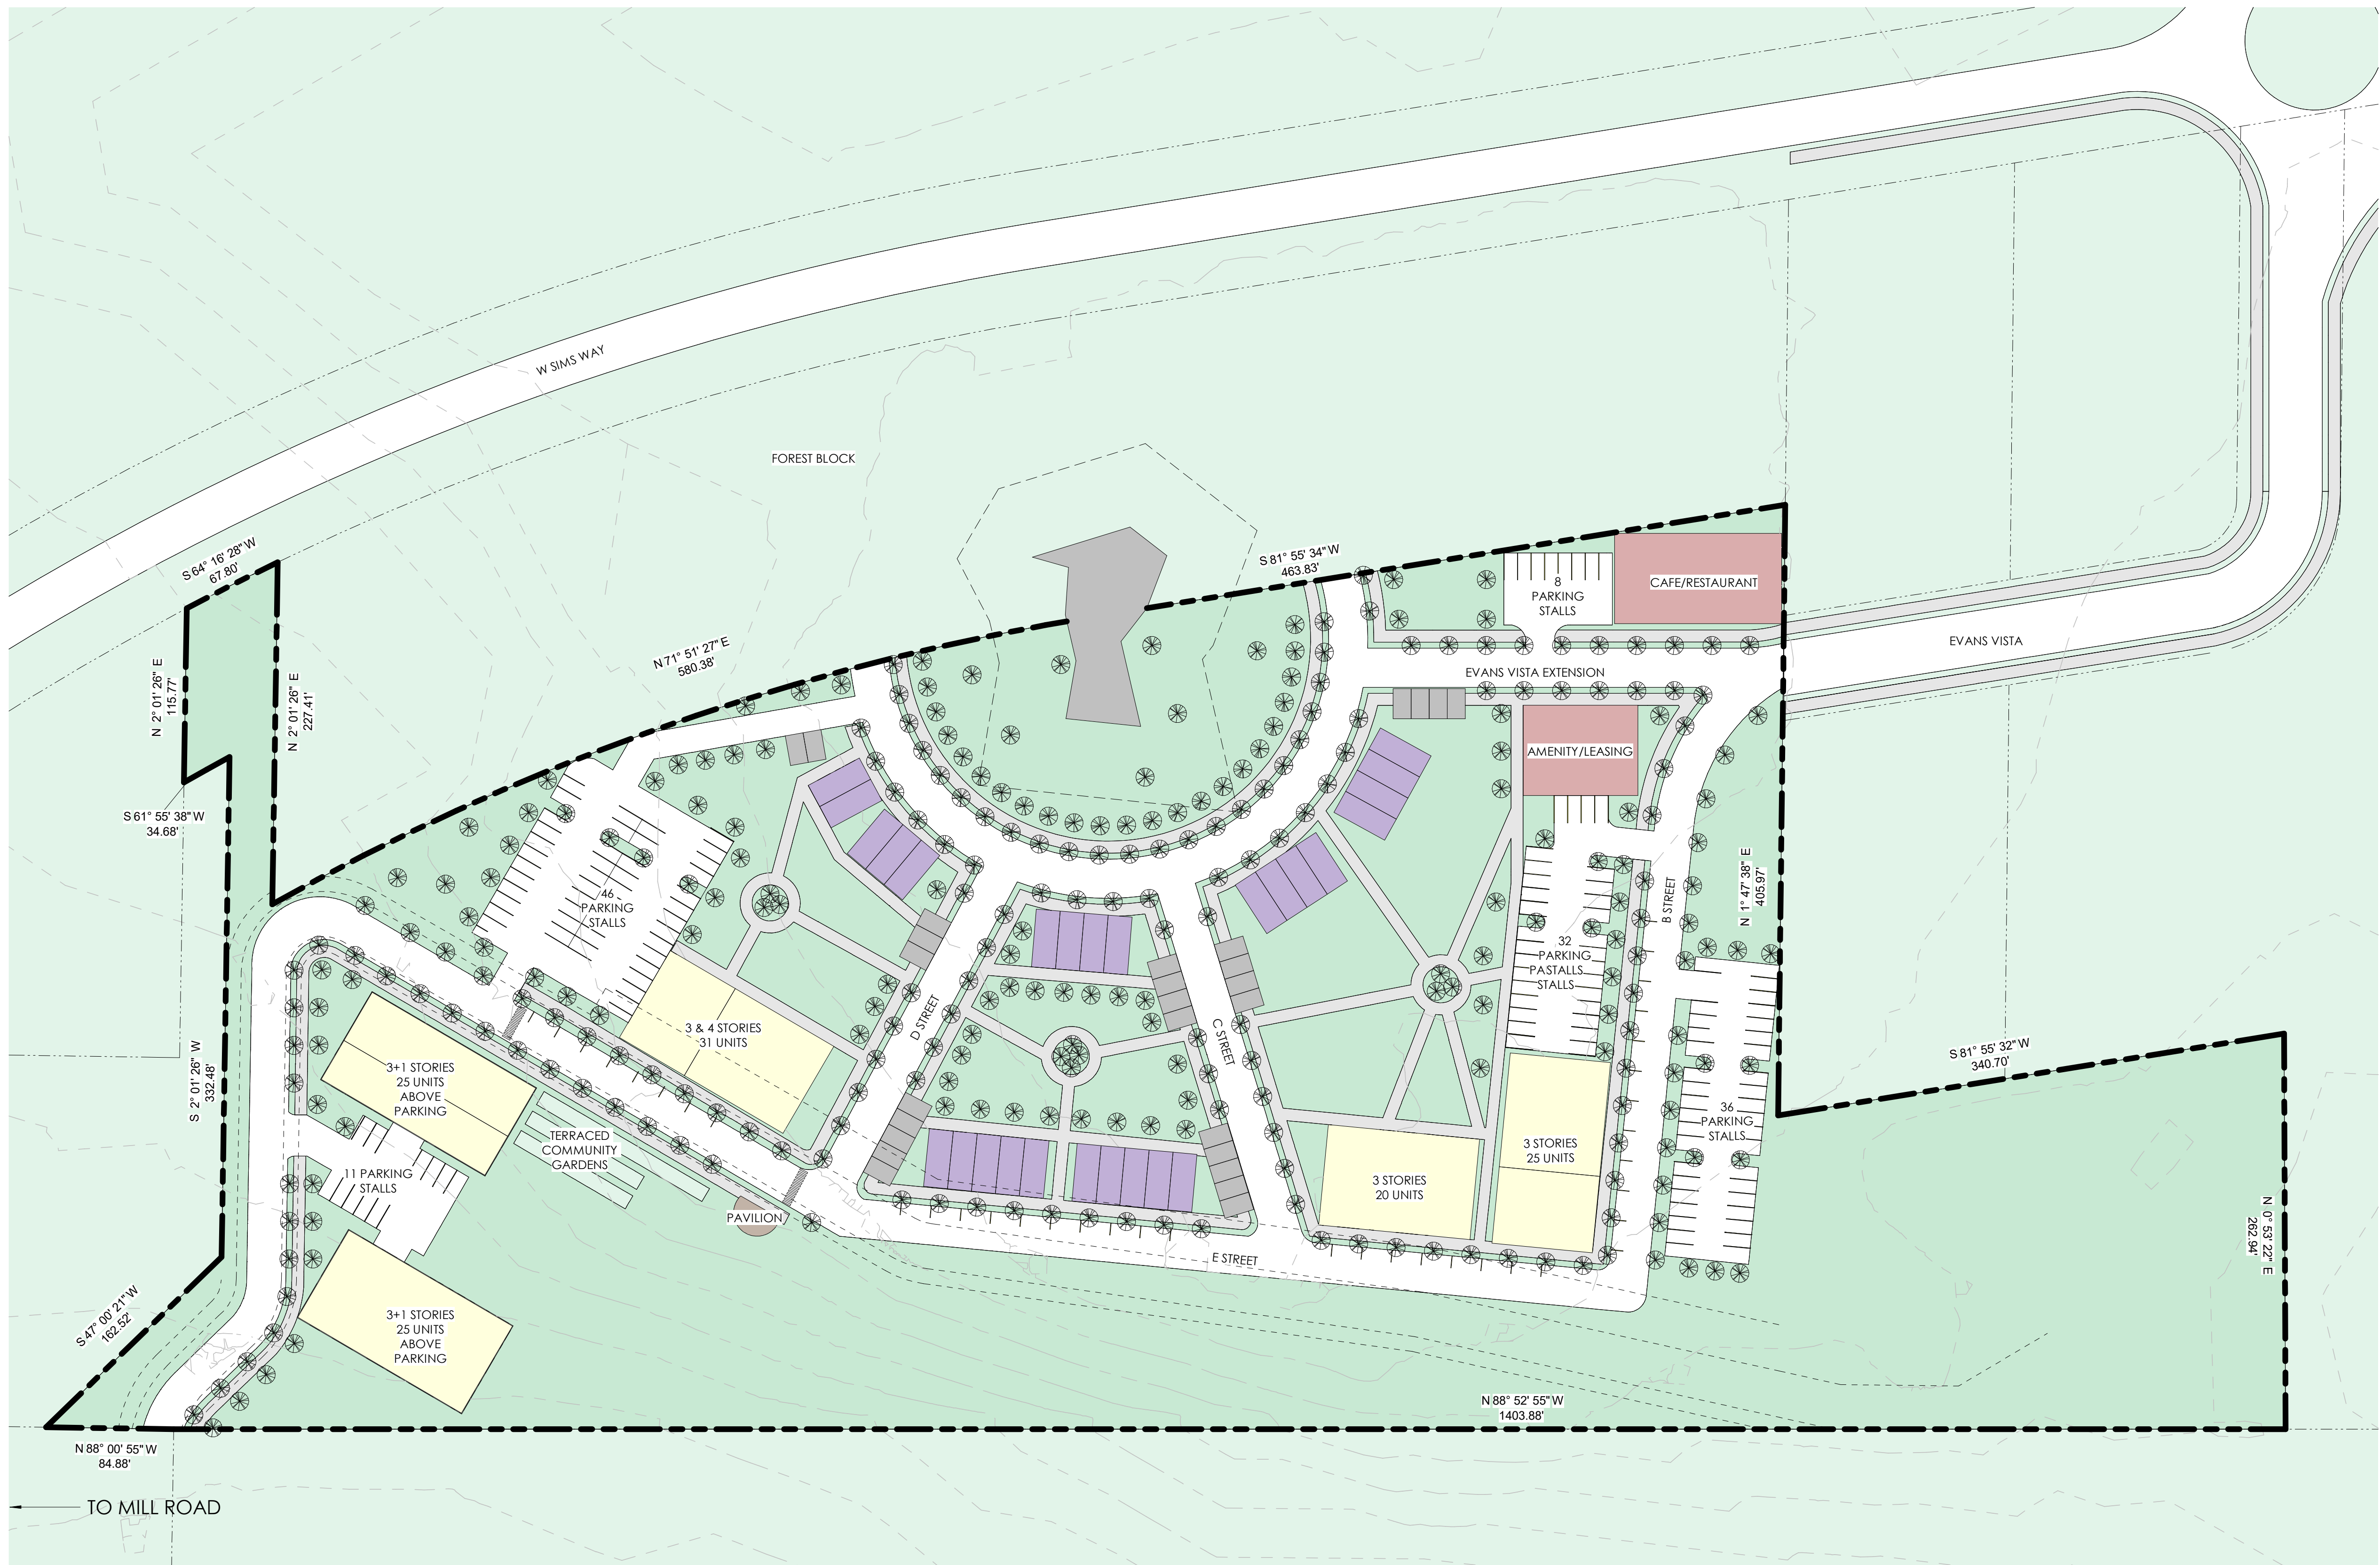 W SIMS WAY
FOREST BLOCK
S 64° 16' 28" W
67.80'
N 2° 01' 26" E
115.77'
N 2° 01' 26" E
227.41'
S 61° 55' 38" W
34.68'
N 71° 51' 27" E
580.38'
S 81° 55' 34" W
463.83'
8
PARKING
STALLS
CAFE/RESTAURANT
EVANS VISTA
EVANS VISTA EXTENSION
AMENITY/LEASING
46
PARKING
STALLS
B STREET
N 1° 47' 38" E
405.97'
32
PARKING
PASTALLS
STALLS
D STREET
C STREET
3 & 4 STORIES
31 UNITS
S 2° 01' 26" W
332.48'
3+1 STORIES
25 UNITS
ABOVE
PARKING
TERRACED
COMMUNITY
GARDENS
11 PARKING
STALLS
PAVILION
36
PARKING
STALLS
3 STORIES
25 UNITS
3 STORIES
20 UNITS
S 81° 55' 32" W
340.70'
N 0° 53' 22" E
262.94'
E STREET
S 47° 00' 21" W
162.52'
3+1 STORIES
25 UNITS
ABOVE
PARKING
N 88° 52' 55" W
1403.88'
N 88° 00' 55" W
84.88'
TO MILL ROAD